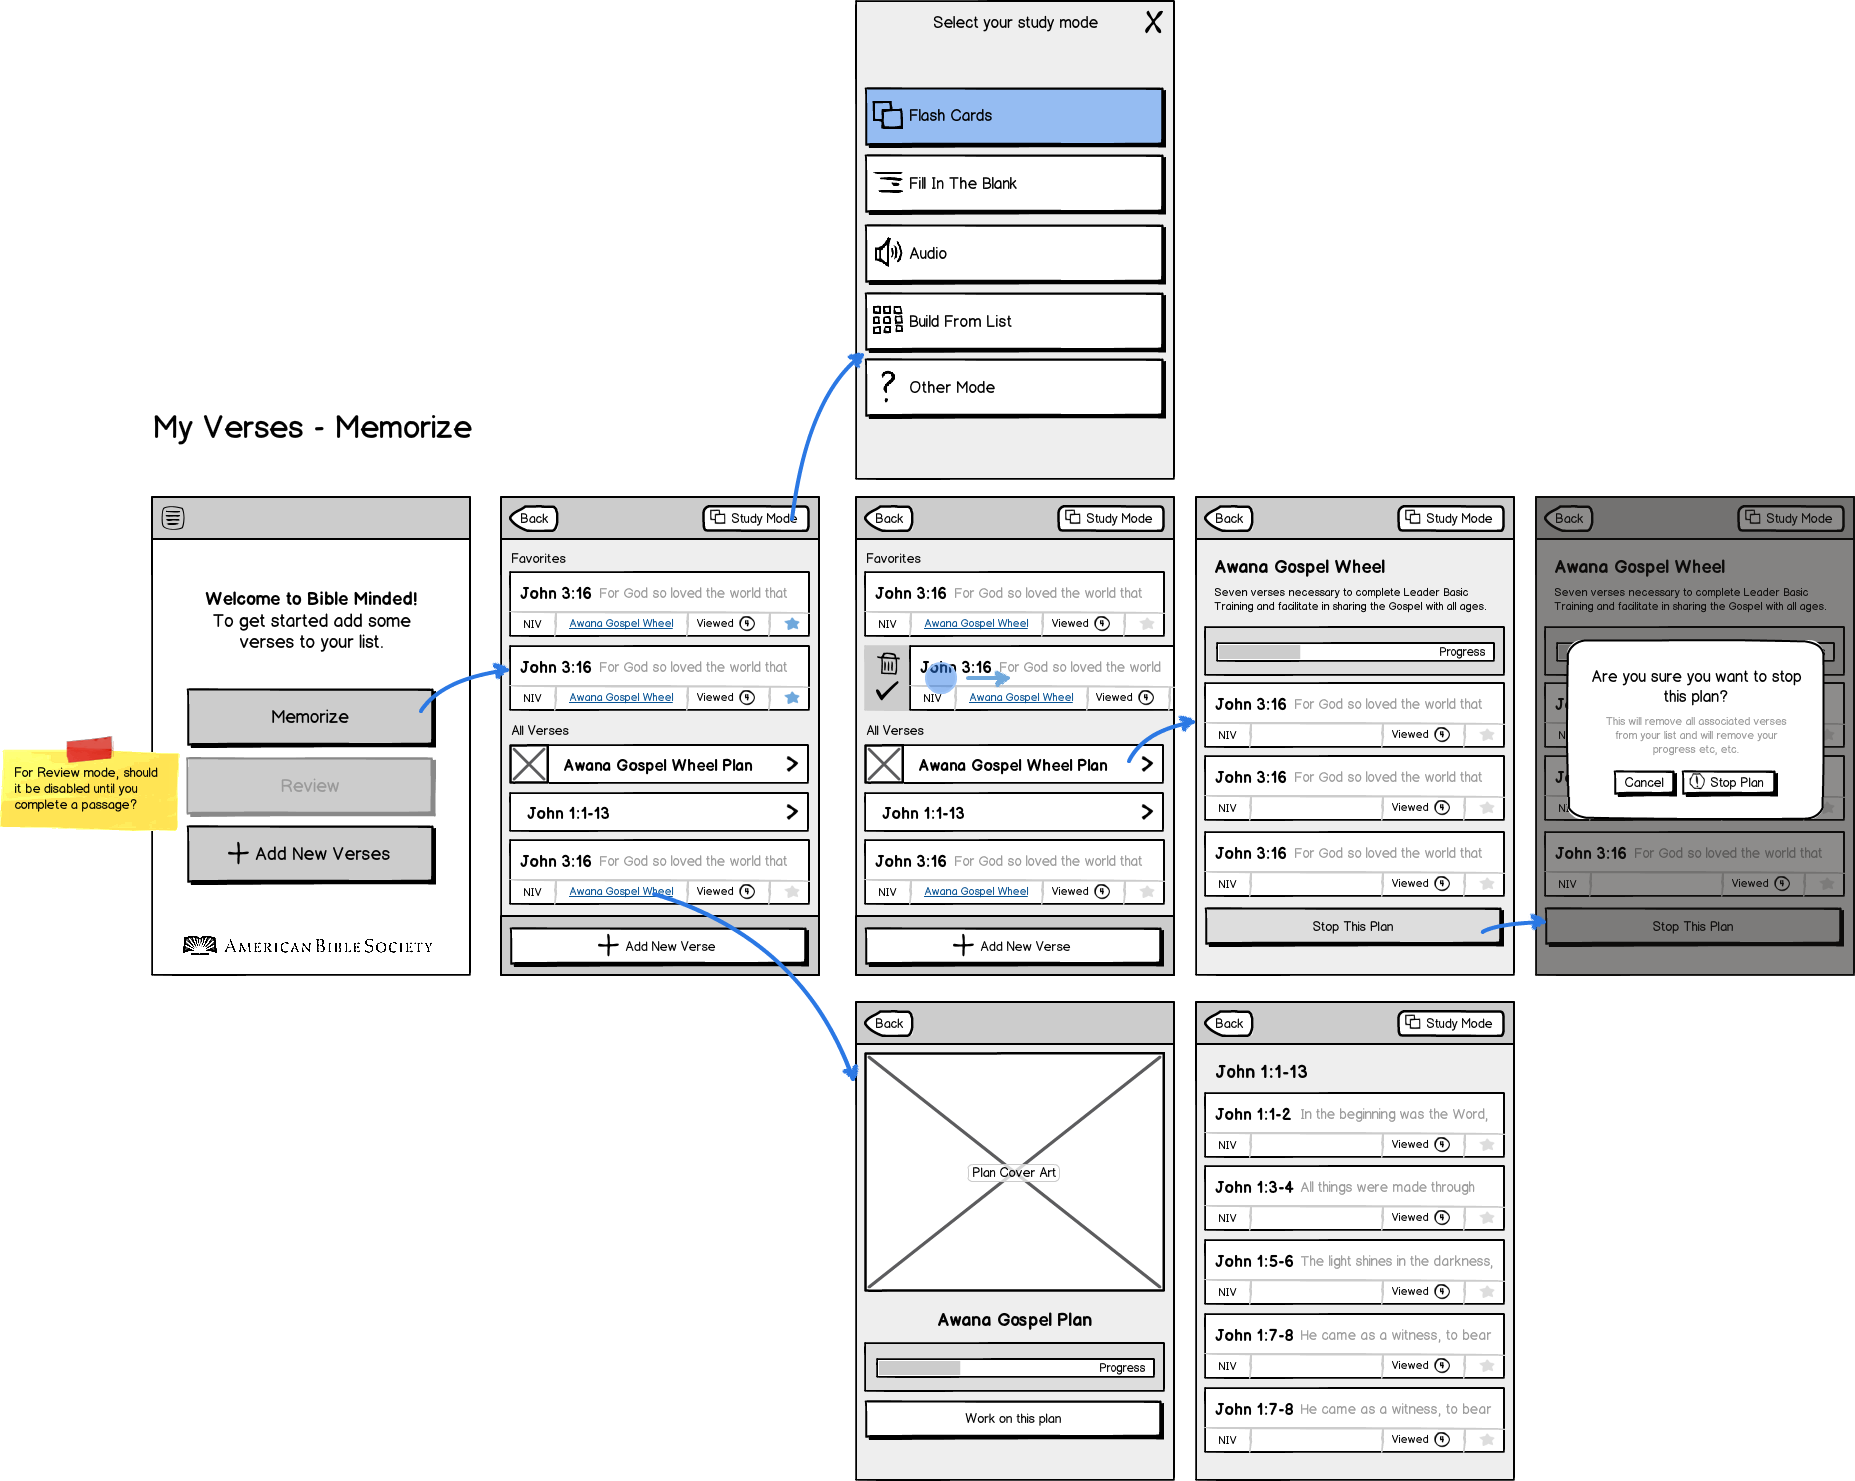 Select your study mode
X
Flash Cards
Fill In The Blank
Audio
Build From List
? Other Mode
My Verses - Memorize
Welcome to Bible Minded!
To get started add some
verses to your list.
Memorize
Review
Add New Verses
AMERICAN BIBLE SOCIETY
For Review mode, should
it be disabled until you
complete a passage?
Back
Study Mode
Favorites
John 3:16 For God so loved the world that
NIV Awana Gospel Wheel Viewed 4
John 3:16 For God so loved the world that
NIV Awana Gospel Wheel Viewed 4
All Verses
Awana Gospel Wheel Plan
John 1:1-13
John 3:16 For God so loved the world that
NIV Awana Gospel Wheel Viewed 4
Add New Verse
Back
Study Mode
Favorites
John 3:16 For God so loved the world that
NIV Awana Gospel Wheel Viewed 4
John 3:16 For God so loved the world
NIV Awana Gospel Wheel Viewed 4
All Verses
Awana Gospel Wheel Plan
John 1:1-13
John 3:16 For God so loved the world that
NIV Awana Gospel Wheel Viewed 4
Add New Verse
Back
Study Mode
Awana Gospel Wheel
Seven verses necessary to complete Leader Basic
Training and facilitate in sharing the Gospel with all ages.
Progress
John 3:16 For God so loved the world that
NIV Viewed 4
John 3:16 For God so loved the world that
NIV Viewed 4
John 3:16 For God so loved the world that
NIV Viewed 4
Stop This Plan
Back
Study Mode
Awana Gospel Wheel
Seven verses necessary to complete Leader Basic
Training and facilitate in sharing the Gospel with all ages.
Are you sure you want to stop
this plan?
This will remove all associated verses
from your list and will remove your
progress etc, etc.
Cancel
! Stop Plan
John 3:16 For God so loved the world that
NIV Viewed 4
Stop This Plan
Back
Plan Cover Art
Awana Gospel Plan
Progress
Work on this plan
Back
Study Mode
John 1:1-13
John 1:1-2 In the beginning was the Word,
NIV Viewed 4
John 1:3-4 All things were made through
NIV Viewed 4
John 1:5-6 The light shines in the darkness,
NIV Viewed 4
John 1:7-8 He came as a witness, to bear
NIV Viewed 4
John 1:7-8 He came as a witness, to bear
NIV Viewed 4